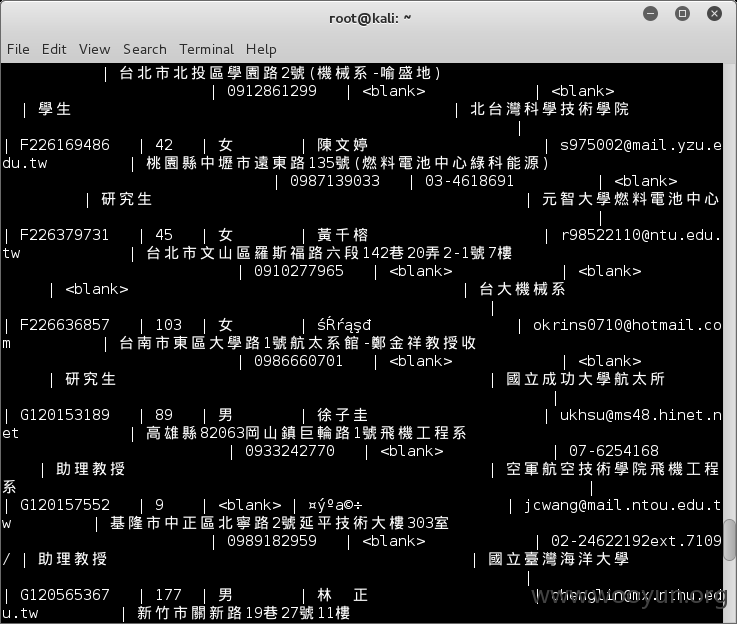 root@kali: ~
File Edit View Search Terminal Help
| 台北市北投區學園路2號(機械系-喻盛地)
| 0912861299 | <blank> | <blank>
| 學生 | 北台灣科學技術學院
|
| F226169486 | 42 | 女 | 陳文婷 | s975002@mail.yzu.e
du.tw | 桃園縣中壢市遠東路135號(燃料電池中心綠科能源)
| 0987139033 | 03-4618691 | <blank>
| 研究生 | 元智大學燃料電池中心
|
| F226379731 | 45 | 女 | 黃千榕 | r98522110@ntu.edu.
tw | 台北市文山區羅斯福路六段142巷20弄2-1號7樓
| 0910277965 | <blank> | <blank>
| <blank> | 台大機械系
|
| F226636857 | 103 | 女 | śŔŕąşđ | okrins0710@hotmail.co
m | 台南市東區大學路1號航太系館-鄭金祥教授收
| 0986660701 | <blank> | <blank>
| 研究生 | 國立成功大學航太所
|
| G120153189 | 89 | 男 | 徐子圭 | ukhsu@ms48.hinet.n
et | 高雄縣82063岡山鎮巨輪路1號飛機工程系
| 0933242770 | <blank> | 07-6254168
| 助理教授 | 空軍航空技術學院飛機工程
系 |
| G120157552 | 9 | <blank> | ¤ýºa©÷ | jcwang@mail.ntou.edu.t
w | 基隆市中正區北寧路2號延平技術大樓303室
| 0989182959 | <blank> | 02-24622192ext.7109
/ | 助理教授 | 國立臺灣海洋大學
|
| G120565367 | 177 | 男 | 林 正 |
u.tw | 新竹市關新路19巷27號11樓
www.wooyun.org